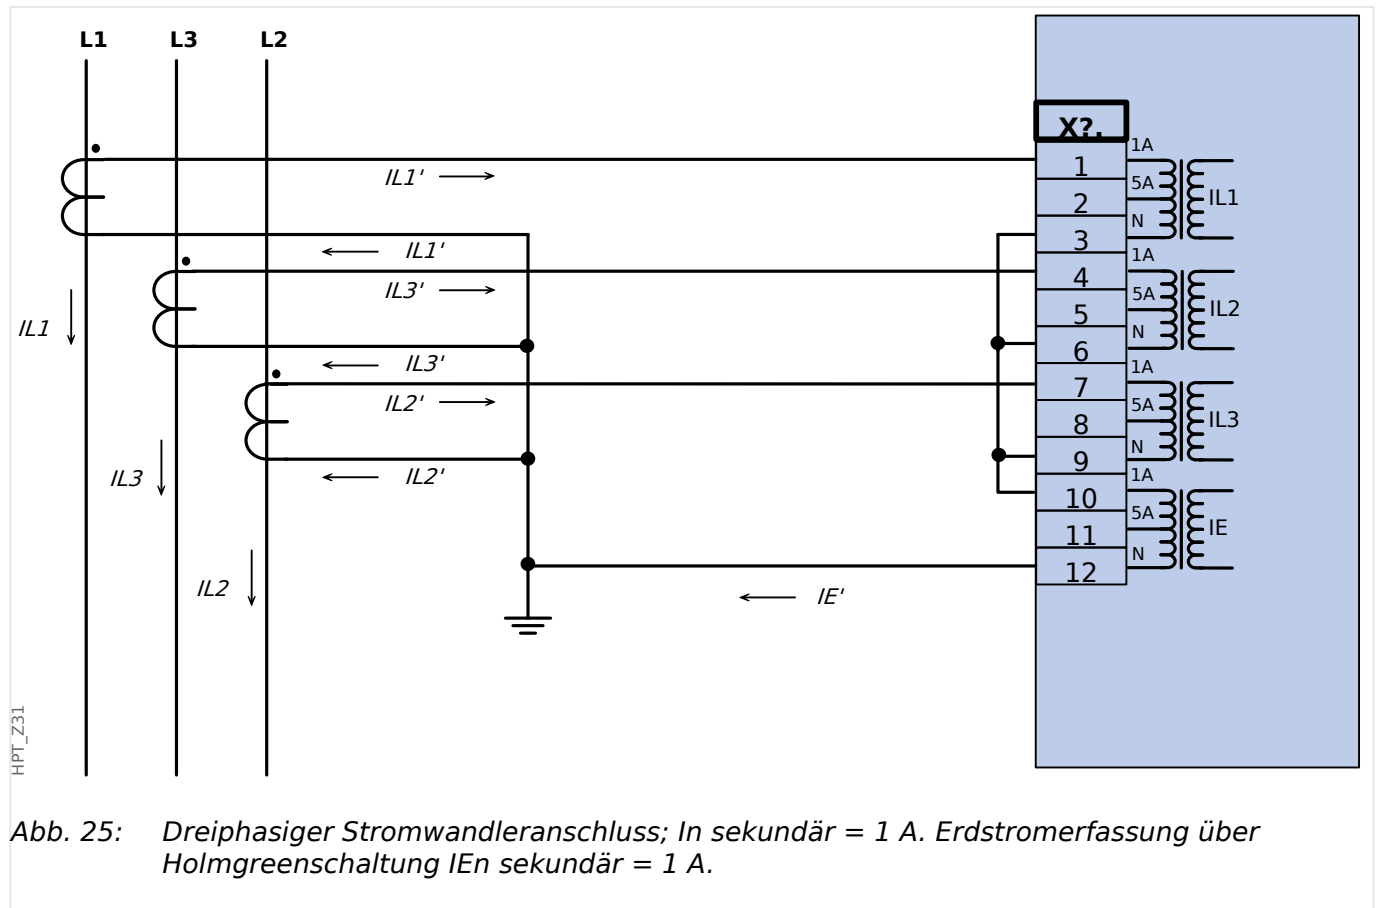 L1 L3 L2
X?.
1A
1
IL1'
5A
IL1
2
N
3
IL1'
1A
4
IL3'
5A
IL2
5
IL1
N
6
IL3'
1A
7
IL2'
5A
IL3
8
N
9
IL2'
IL3
1A
10
5A
IE
11
N
12
IL2
IE'
HPT_Z31
Abb. 25: Dreiphasiger Stromwandleranschluss; In sekundär = 1 A. Erdstromerfassung über
Holmgreenschaltung IEn sekundär = 1 A.